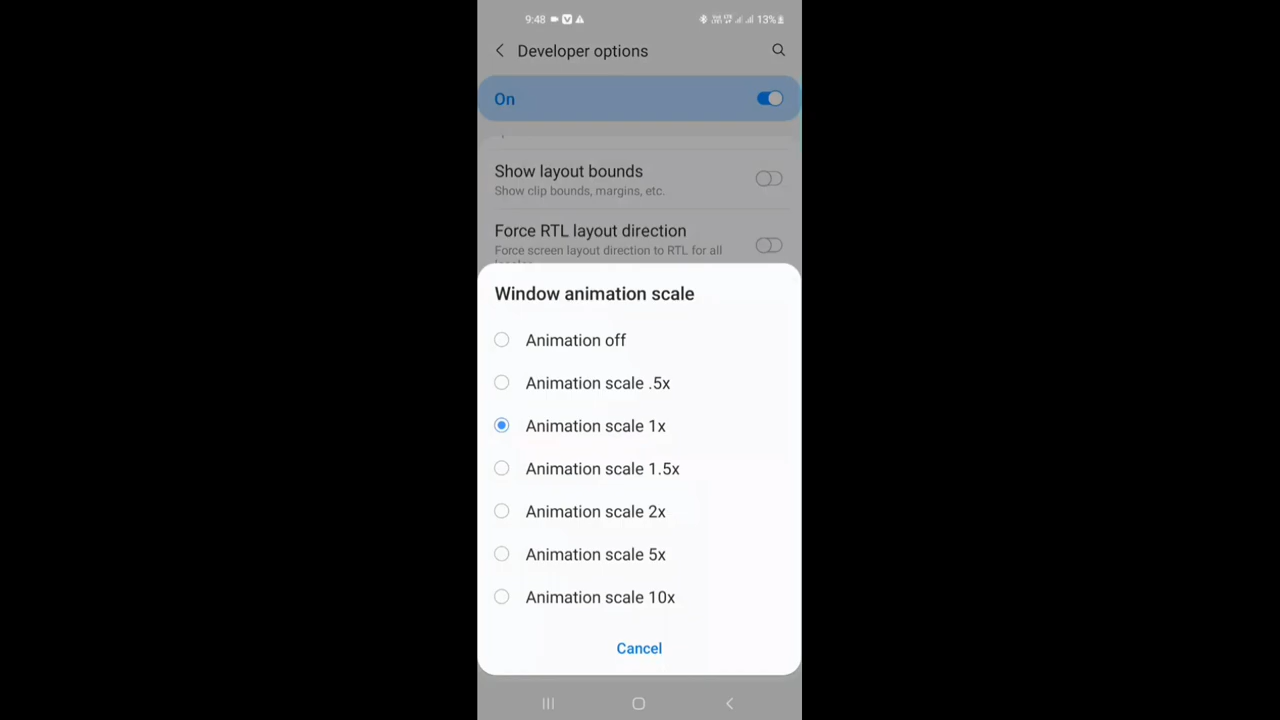 9:48 13%
Developer options
On
Show layout bounds
Show clip bounds, margins, etc.
Force RTL layout direction
Force screen layout direction to RTL for all
Window animation scale
Animation off
Animation scale .5x
Animation scale 1x
Animation scale 1.5x
Animation scale 2x
Animation scale 5x
Animation scale 10x
Cancel